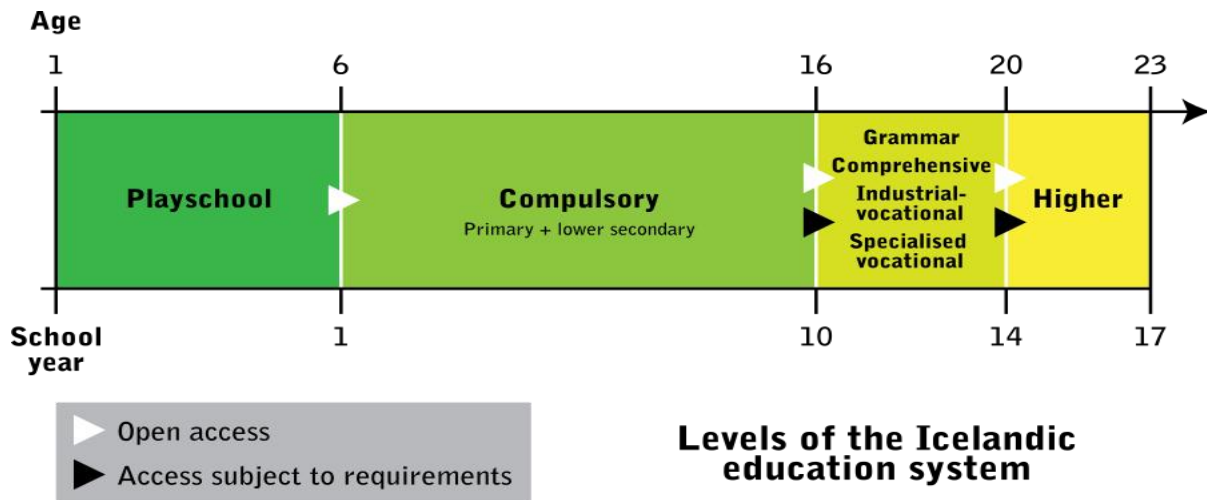 Age
1 6 16 20 23
Playschool
Compulsory
Primary + lower secondary
Grammar
Comprehensive
Industrial-
vocational
Specialised
vocational
Higher
School
year
1 10 14 17
Open access
Access subject to requirements
Levels of the Icelandic
education system